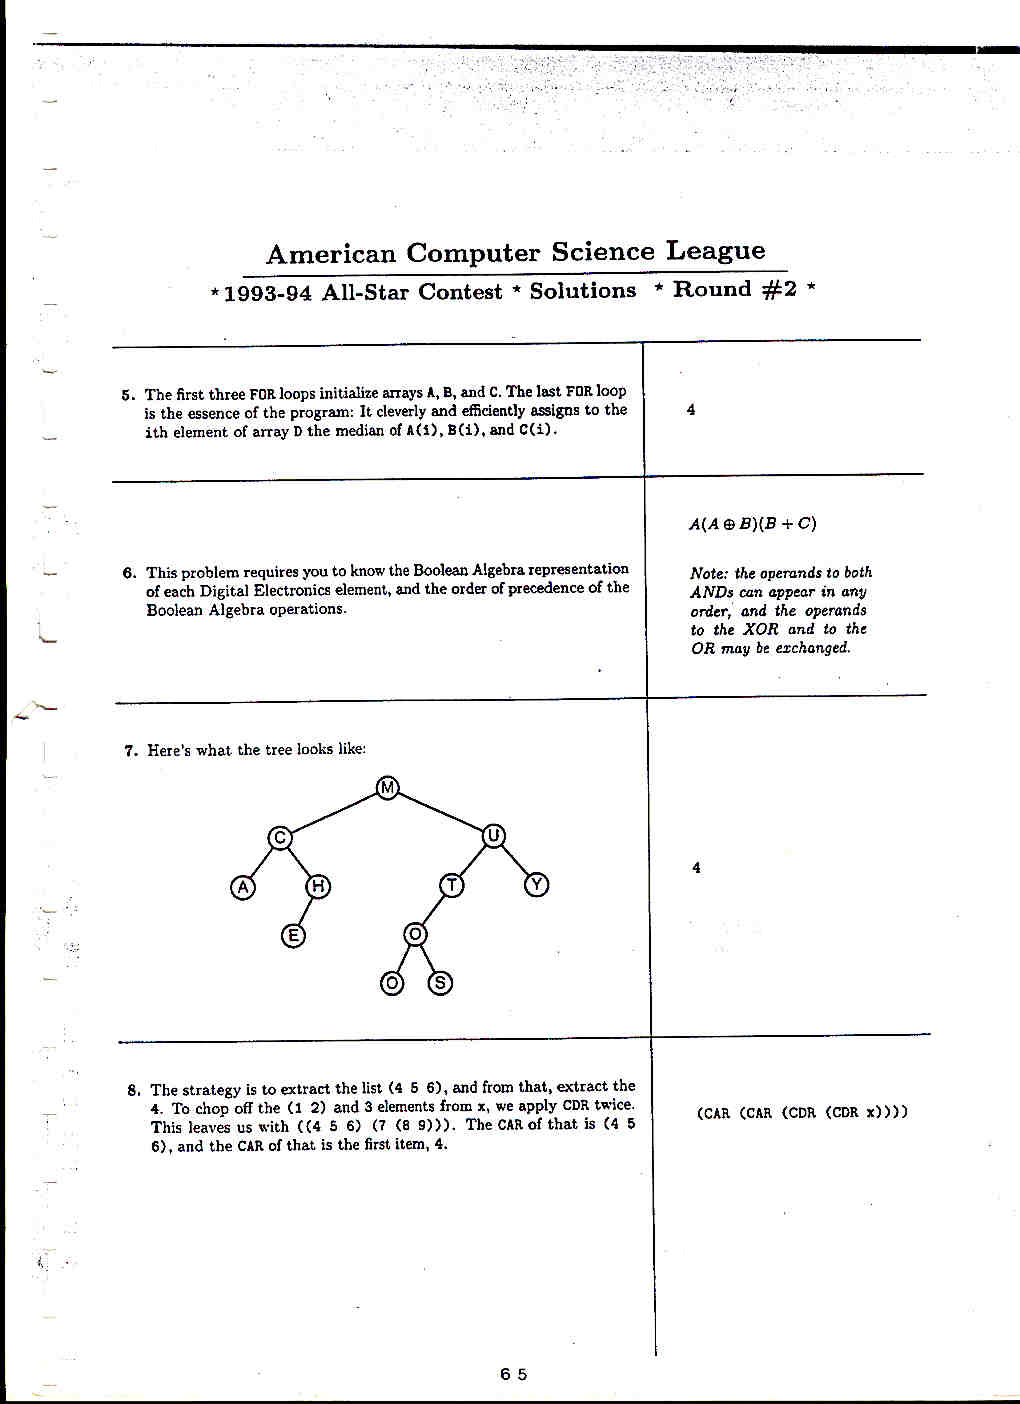 American Computer Science League
* 1993-94 All-Star Contest * Solutions * Round #2 *
5. The first three FOR loops initialize arrays A, B, and C. The last FOR loop
is the essence of the program: It cleverly and efficiently assigns to the
ith element of array D the median of A(i), B(i), and C(i).
4
6. This problem requires you to know the Boolean Algebra representation
of each Digital Electronics element, and the order of precedence of the
Boolean Algebra operations.
A(A ⊕ B)(B + C)
Note: the operands to both
ANDs can appear in any
order, and the operands
to the XOR and to the
OR may be exchanged.
7. Here's what the tree looks like:
M
C U
A H T Y
E O
O S
4
8. The strategy is to extract the list (4 5 6), and from that, extract the
4. To chop off the (1 2) and 3 elements from x, we apply CDR twice.
This leaves us with ((4 5 6) (7 (8 9))). The CAR of that is (4 5
6), and the CAR of that is the first item, 4.
(CAR (CAR (CDR (CDR x))))
6 5